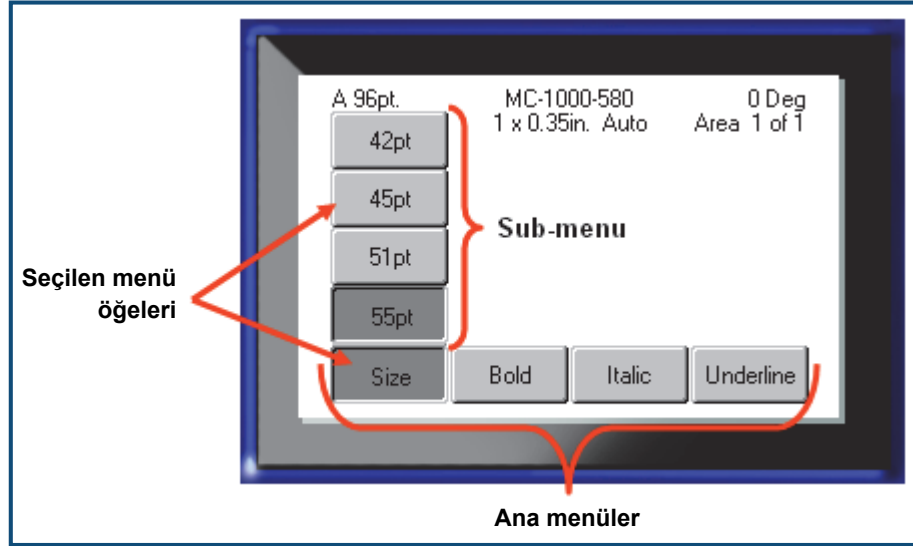 A 96pt. MC-1000-580 0 Deg
1 x 0.35in. Auto Area 1 of 1
42pt
45pt
Sub-menu
51pt
Seçilen menü
öğeleri
55pt
Size Bold Italic Underline
Ana menüler